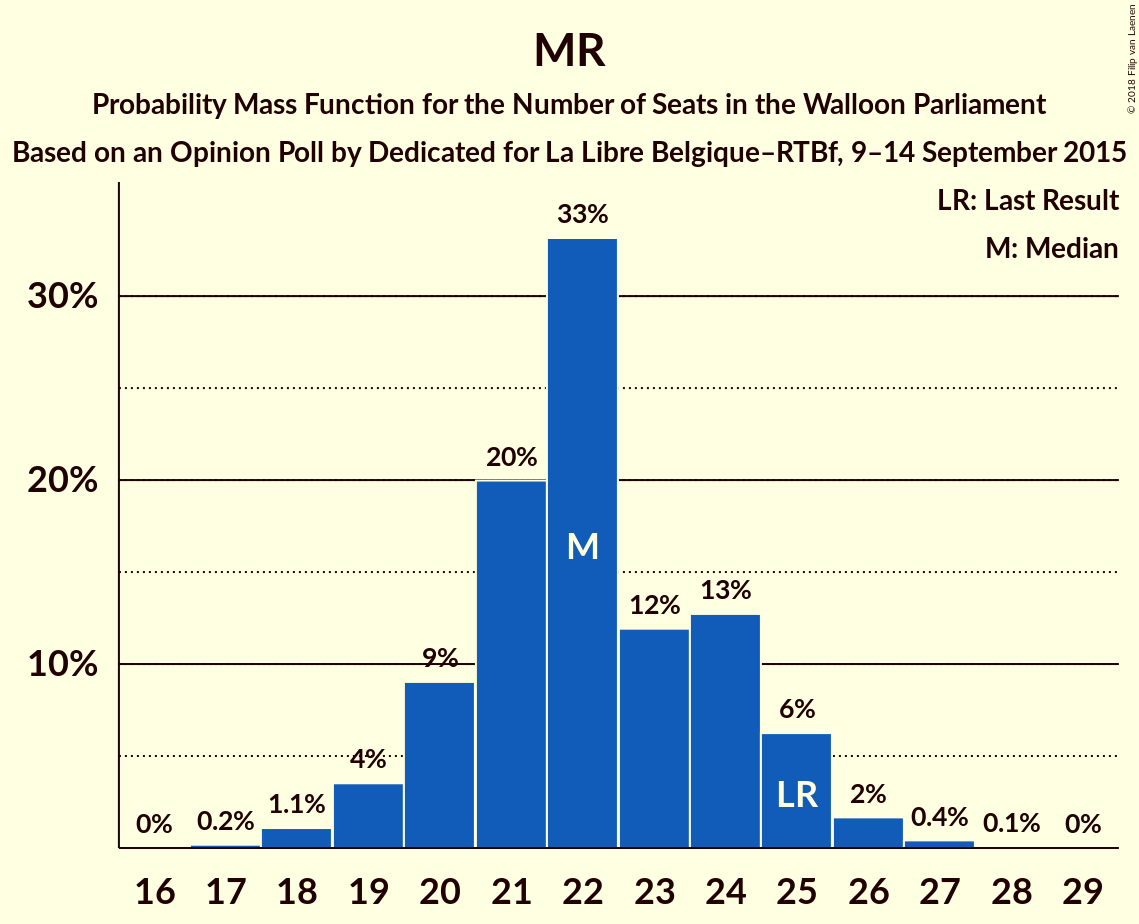 MR
Probability Mass Function for the Number of Seats in the Walloon Parliament
Based on an Opinion Poll by Dedicated for La Libre Belgique–RTBf, 9–14 September 2015
© 2018 Filip van Laenen
LR: Last Result
M: Median
30%
20%
10%
0%
0.2%
1.1%
4%
9%
20%
33%
12%
13%
6%
2%
0.4%
0.1%
0%
M
LR
16 17 18 19 20 21 22 23 24 25 26 27 28 29